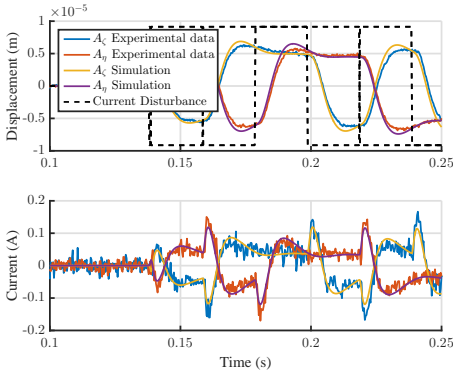 ×10⁻⁵
1
0.5
0
-0.5
-1
Displacement (m)
A_ζ Experimental data
A_η Experimental data
A_ζ Simulation
A_η Simulation
Current Disturbance
0.1 0.15 0.2 0.25
0.2
0.1
0
-0.1
-0.2
Current (A)
0.1 0.15 0.2 0.25
Time (s)